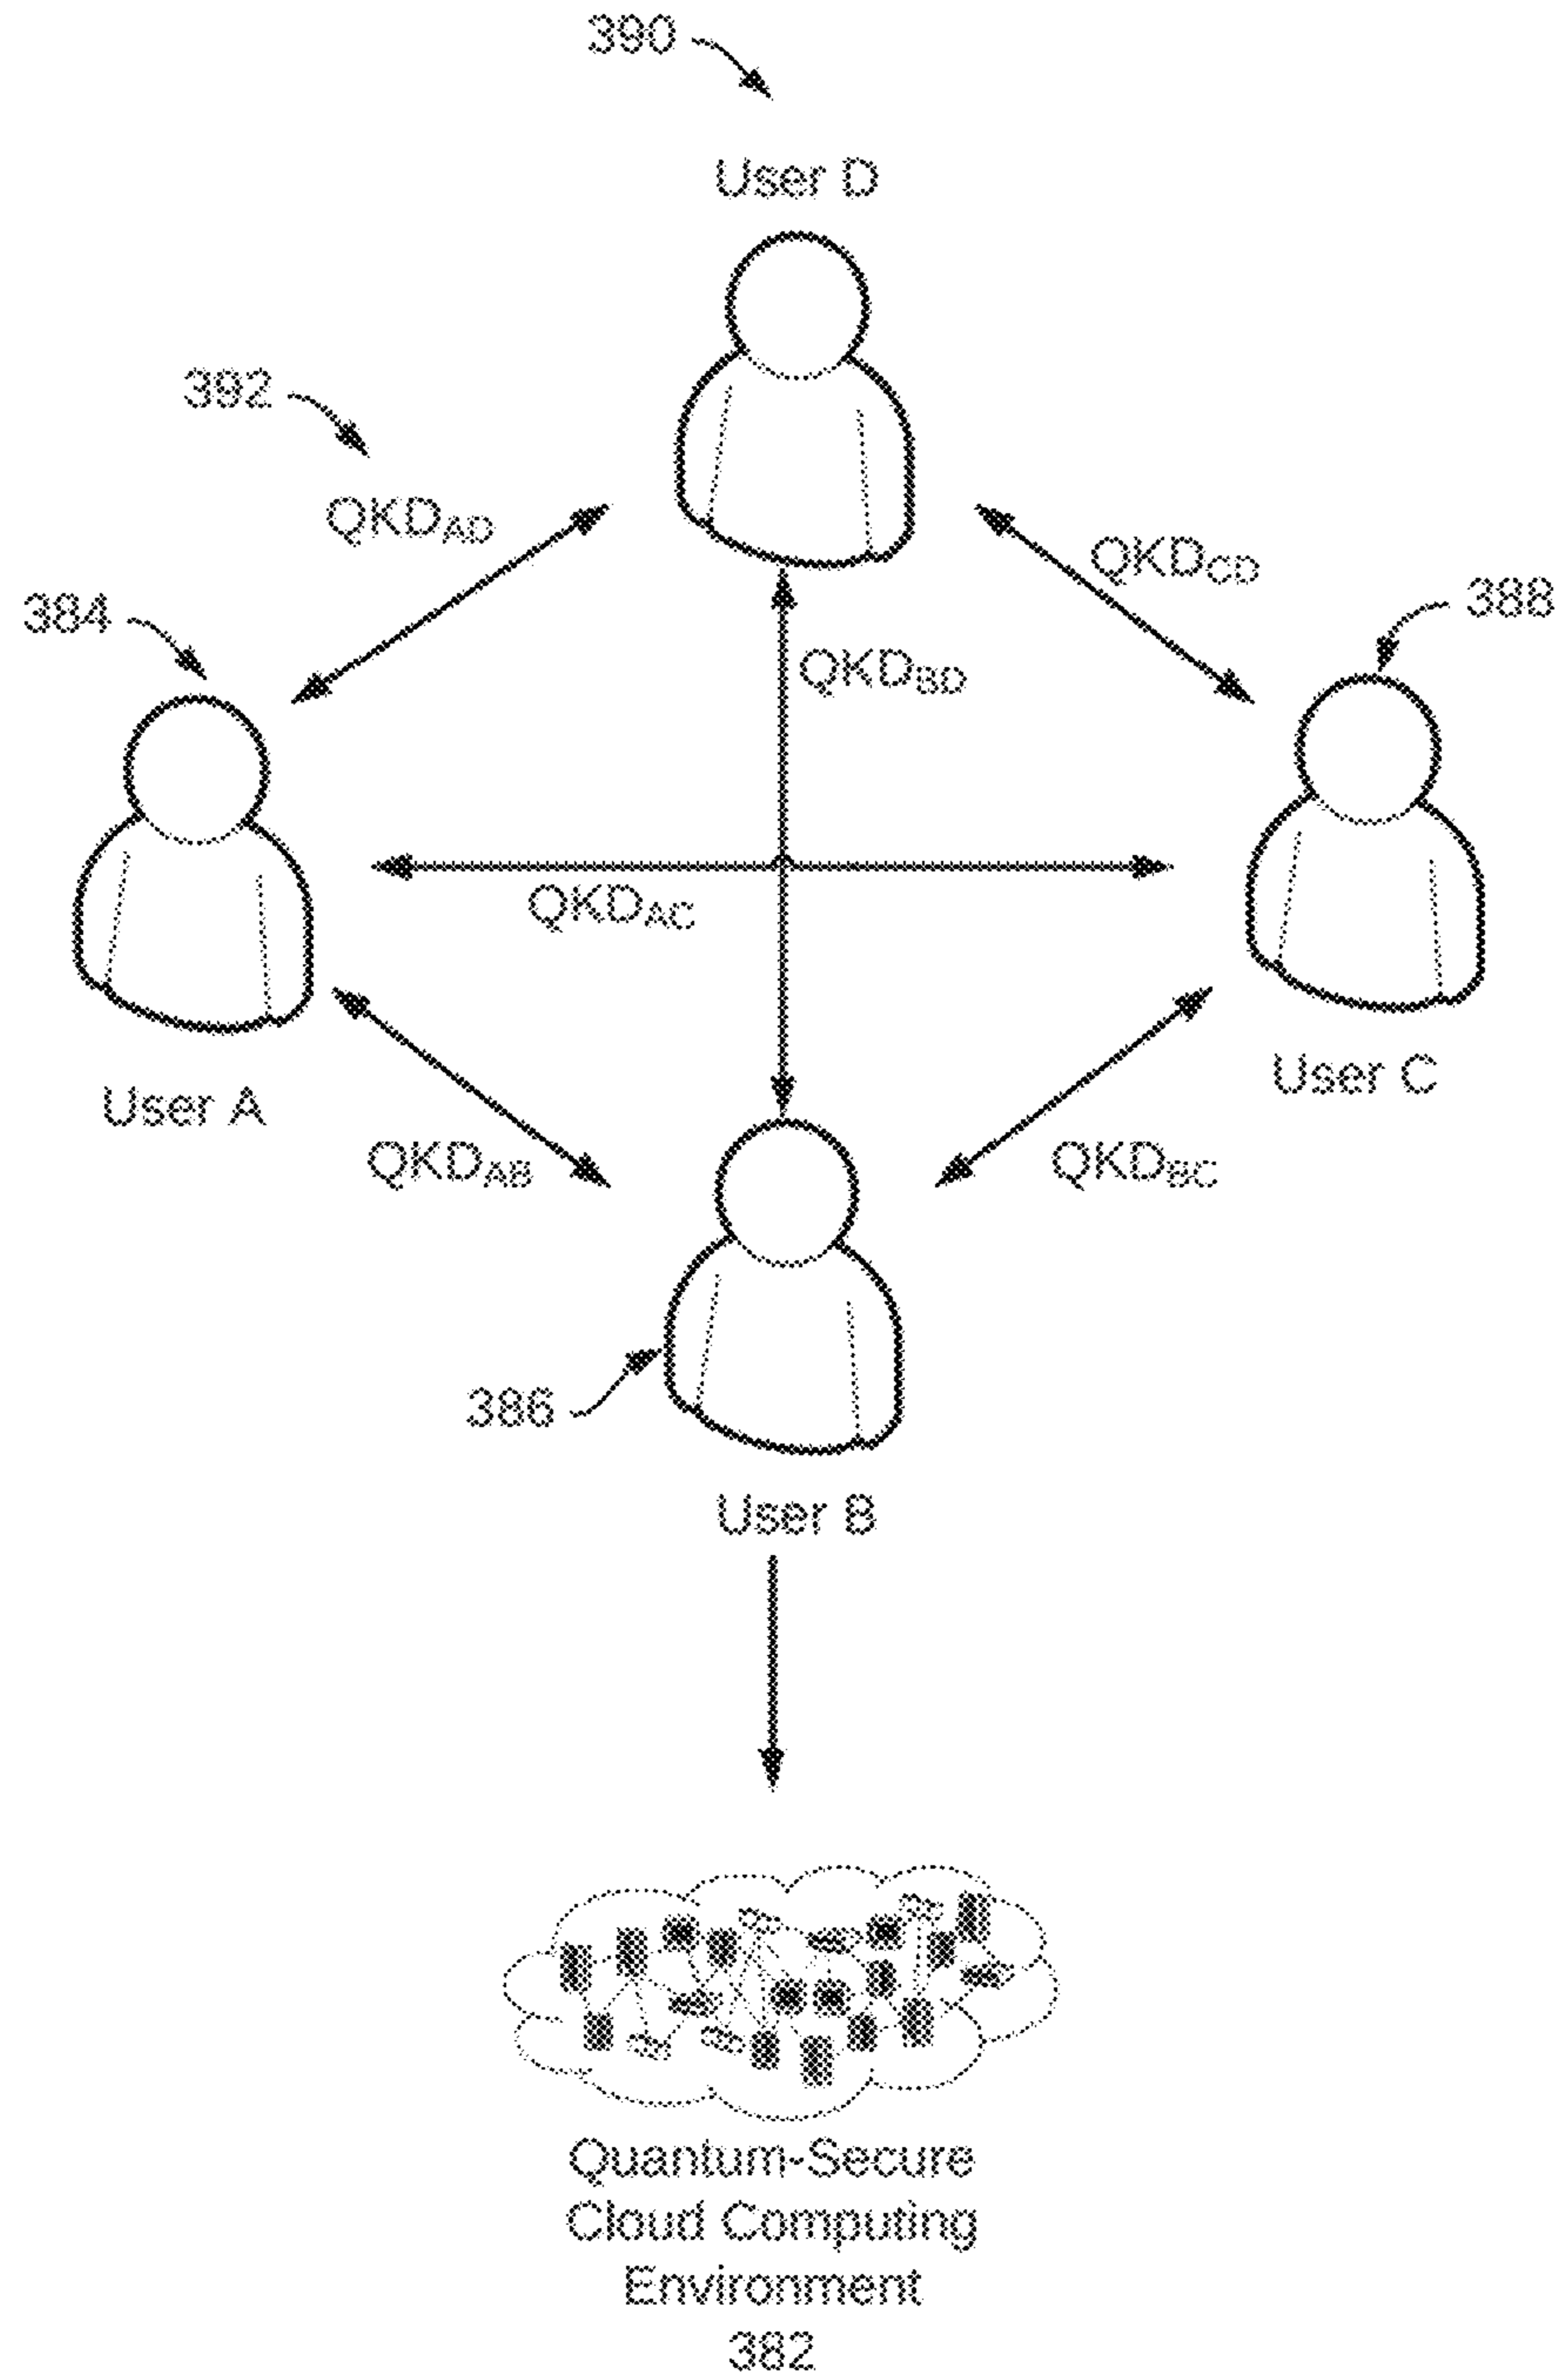 390
User D
392
QKDAD
QKDCD
384
388
QKDBD
QKDAC
User A
User C
QKDAB
QKDBC
386
User B
Quantum-Secure
Cloud Computing
Environment
382